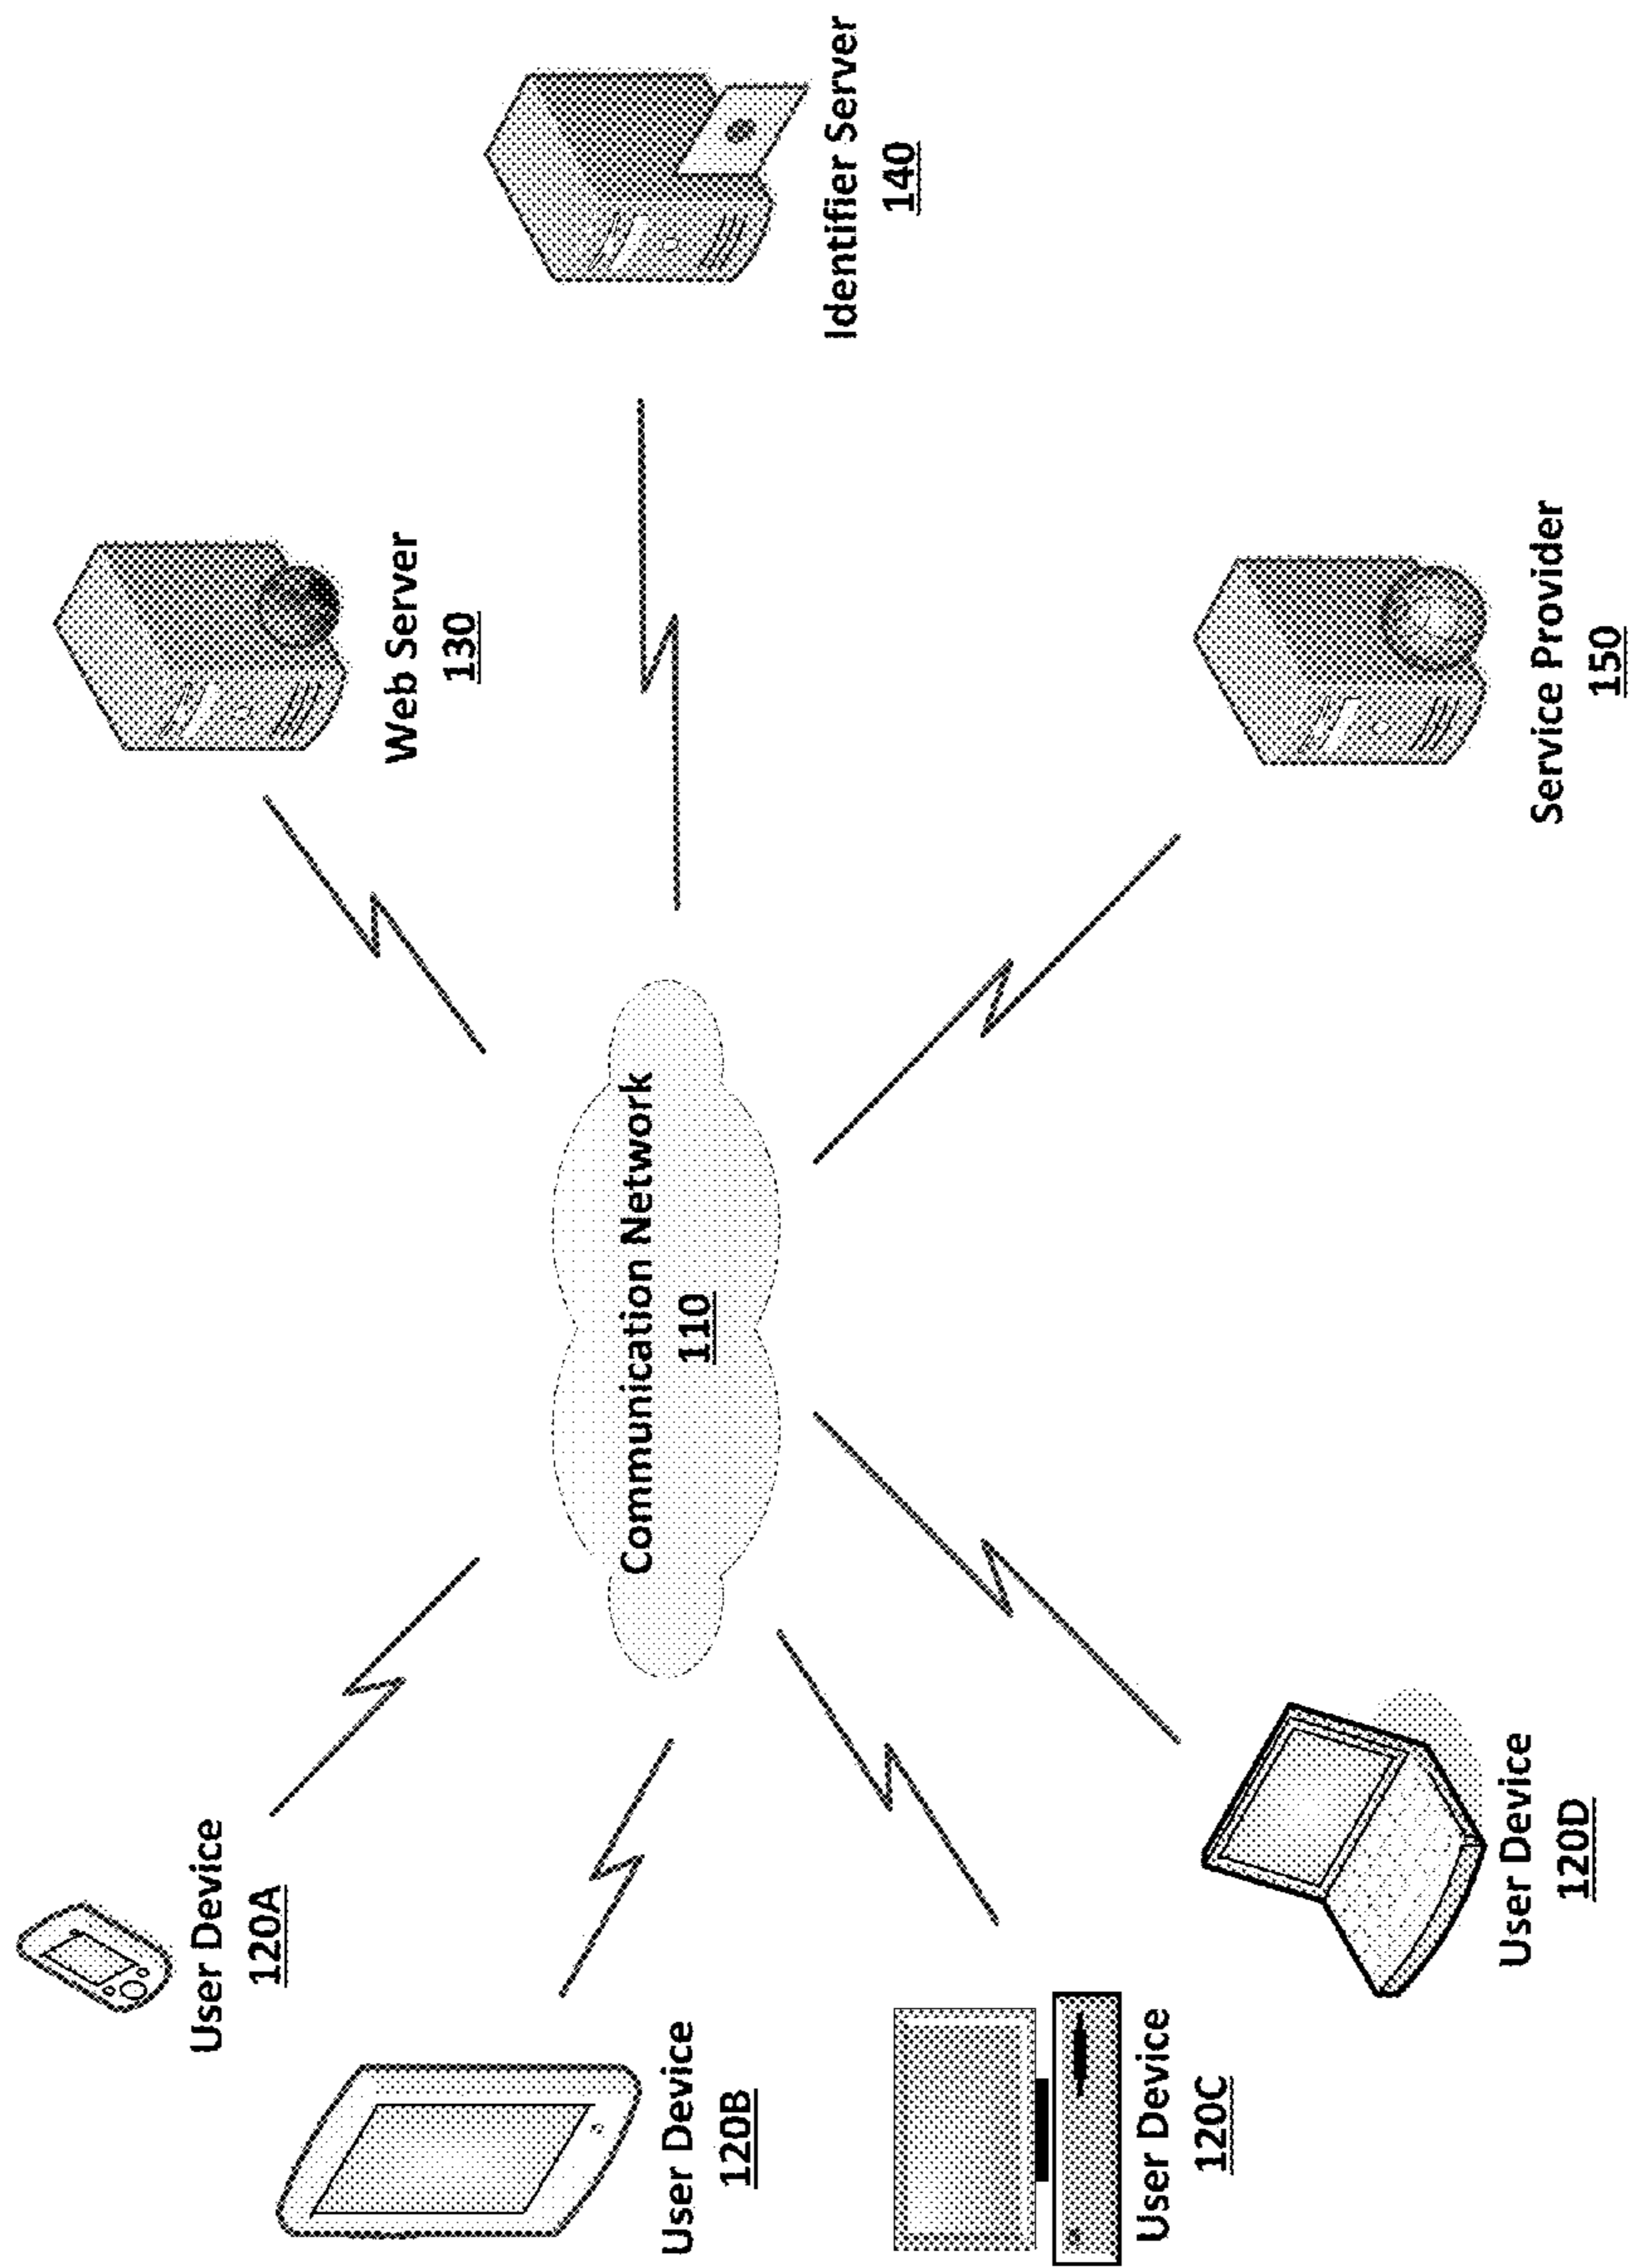 User Device
120A
User Device
120B
User Device
120C
User Device
120D
Communication Network
110
Web Server
130
Identifier Server
140
Service Provider
150